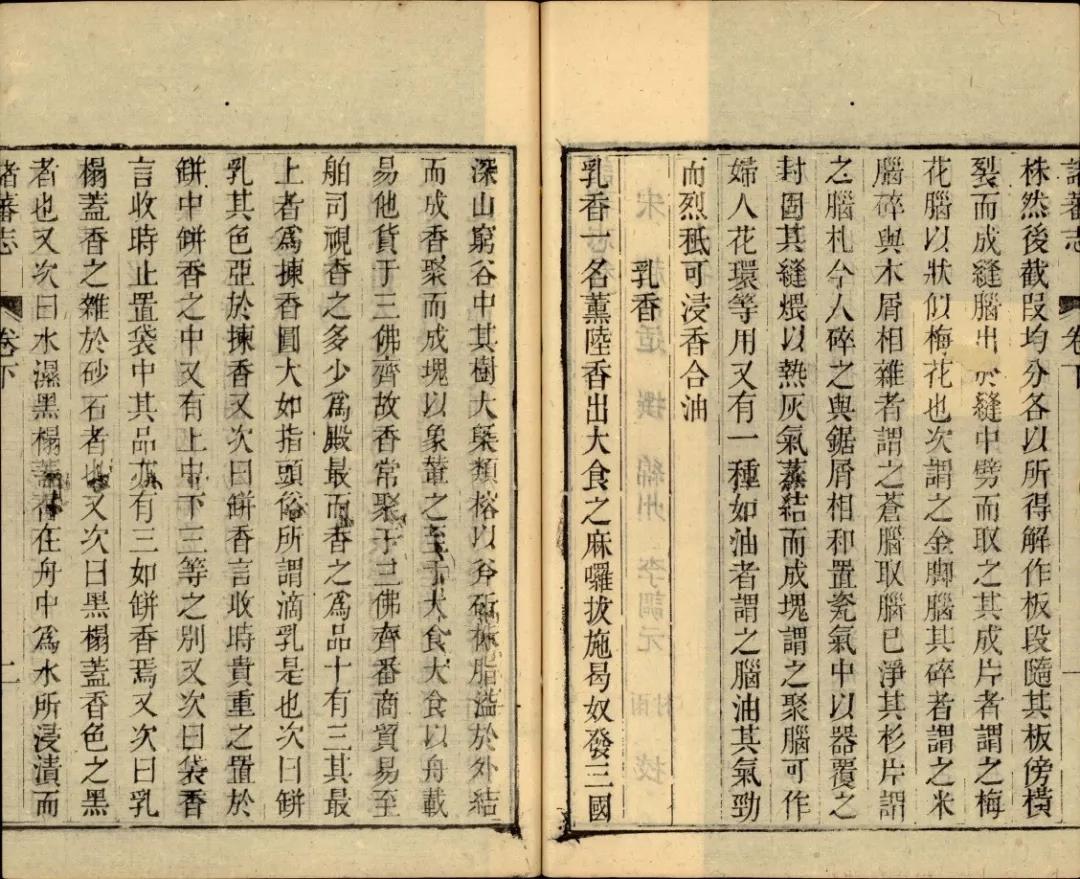 諸蕃志 卷下 一
株然後截段均分各以所得解作板段隨其板傍橫
裂而成縫腦出於縫中劈而取之其成片者謂之梅
花腦以狀似梅花也次謂之金腳腦其碎者謂之米
腦碎與木屑相雜者謂之蒼腦取腦已淨其杉片謂
之腦札今人碎之與鋸屑相和置瓷氣中以器覆之
封固其縫煨以熱灰氣蒸結而成塊謂之聚腦可作
婦人花環等用又有一種如油者謂之腦油其氣勁
而烈秪可浸香合油
乳香
乳香一名薰陸香出大食之麻囉拔施曷奴發三國
深山窮谷中其樹大槩類榕以斧斫株脂溢於外結
而成香聚而成塊以象輦之至于大食大食以舟載
易他貨于三佛齊故香常聚于三佛齊番商貿易至
舶司視香之多少為殿最而香之為品十有三其最
上者為揀香圓大如指頭俗所謂滴乳是也次曰缾
乳其色亞於揀香又次曰缾香言收時貴重之置於
缾中缾香之中又有上中下三等之別又次曰袋香
言收時止置袋中其品亦有三如缾香焉又次曰乳
榻蓋香之雜於砂石者也又次曰黑榻蓋香色之黑
者也又次曰水濕黑榻蓋香在舟中為水所浸漬而
諸蕃志 卷下 二